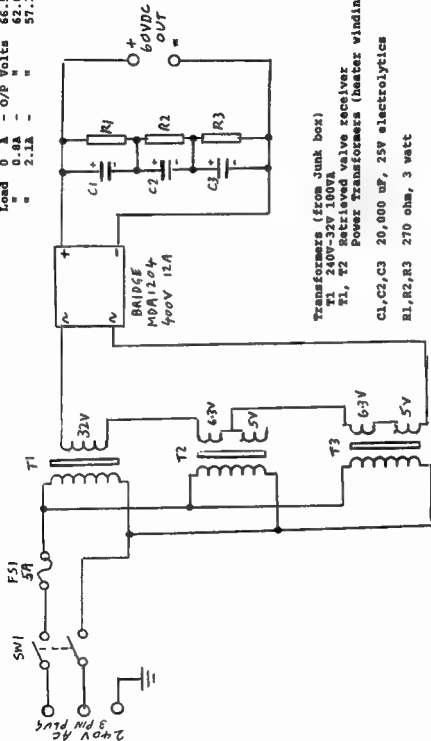 Load 0 A - O/P Volts 66.
" 0.8A - " " 62.
" 2.1A - " " 57.
+
60VDC
OUT
-
R1
R2
R3
C1
C2
C3
+
+
+
+
-
~
~
BRIDGE
MDA1204
400V 12A
32V
6.3V
5V
6.3V
5V
T1
T2
T3
FS1
5A
SW1
240V AC
3 PIN PLUG
Transformers (from Junk box)
T1 240V-32V 100VA
T1, T2 Retrieved valve receiver
Power Transformers (heater windin
C1,C2,C3 20,000 uF, 25V electrolytics
R1,R2,R3 270 ohm, 3 watt